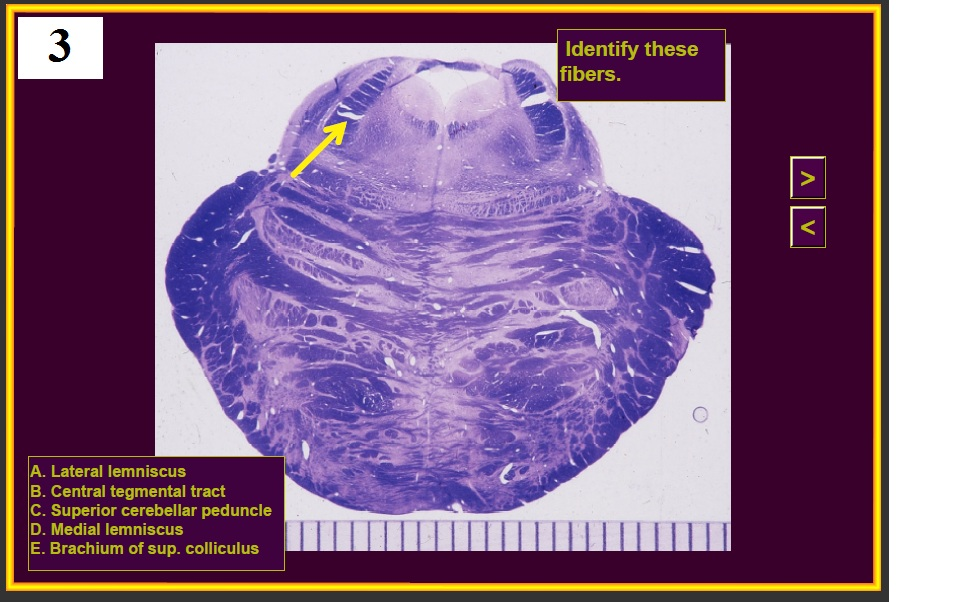 3
Identify these
fibers.
>
<
A. Lateral lemniscus
B. Central tegmental tract
C. Superior cerebellar peduncle
D. Medial lemniscus
E. Brachium of sup. colliculus